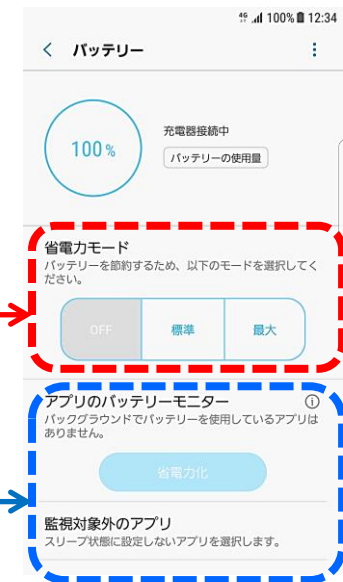 4G 100% 12:34
バッテリー
100%
充電器接続中
バッテリーの使用量
省電力モード
バッテリーを節約するため、以下のモードを選択してく
ださい。
OFF 標準 最大
アプリのバッテリーモニター
バックグラウンドでバッテリーを使用しているアプリは
ありません。
省電力化
監視対象外のアプリ
スリープ状態に設定しないアプリを選択します。